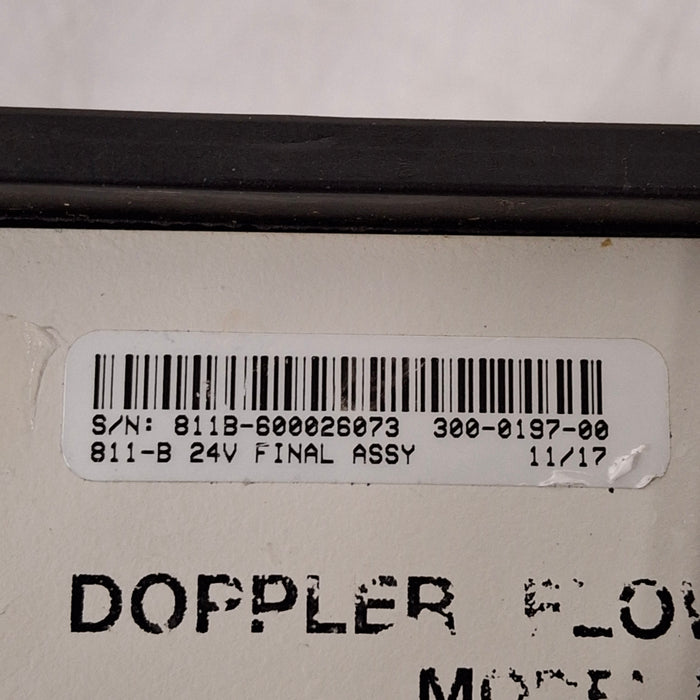 S/N: 811B-600026073 300-0197-00
811-B 24V FINAL ASSY 11/17
DOPPLER